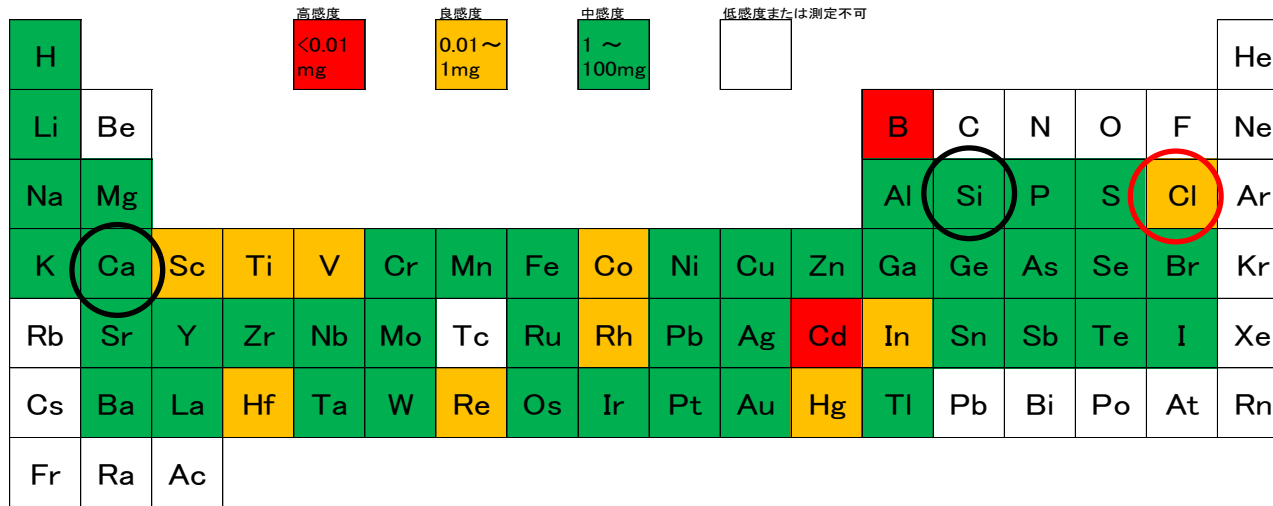 高感度 良感度 中感度 低感度または測定不可
<0.01 mg
0.01～ 1mg
1 ～ 100mg
H He
Li Be B C N O F Ne
Na Mg Al Si P S Cl Ar
K Ca Sc Ti V Cr Mn Fe Co Ni Cu Zn Ga Ge As Se Br Kr
Rb Sr Y Zr Nb Mo Tc Ru Rh Pb Ag Cd In Sn Sb Te I Xe
Cs Ba La Hf Ta W Re Os Ir Pt Au Hg Tl Pb Bi Po At Rn
Fr Ra Ac